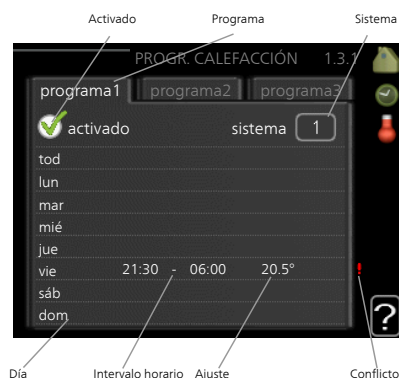 Activado Programa Sistema
PROGR. CALEFACCIÓN 1.3.1
programa1 programa2 programa3
activado sistema 1
tod
lun
mar
mié
jue
vie 21:30 - 06:00 20.5°
sáb
dom
!
?
Día Intervalo horario Ajuste Conflicto